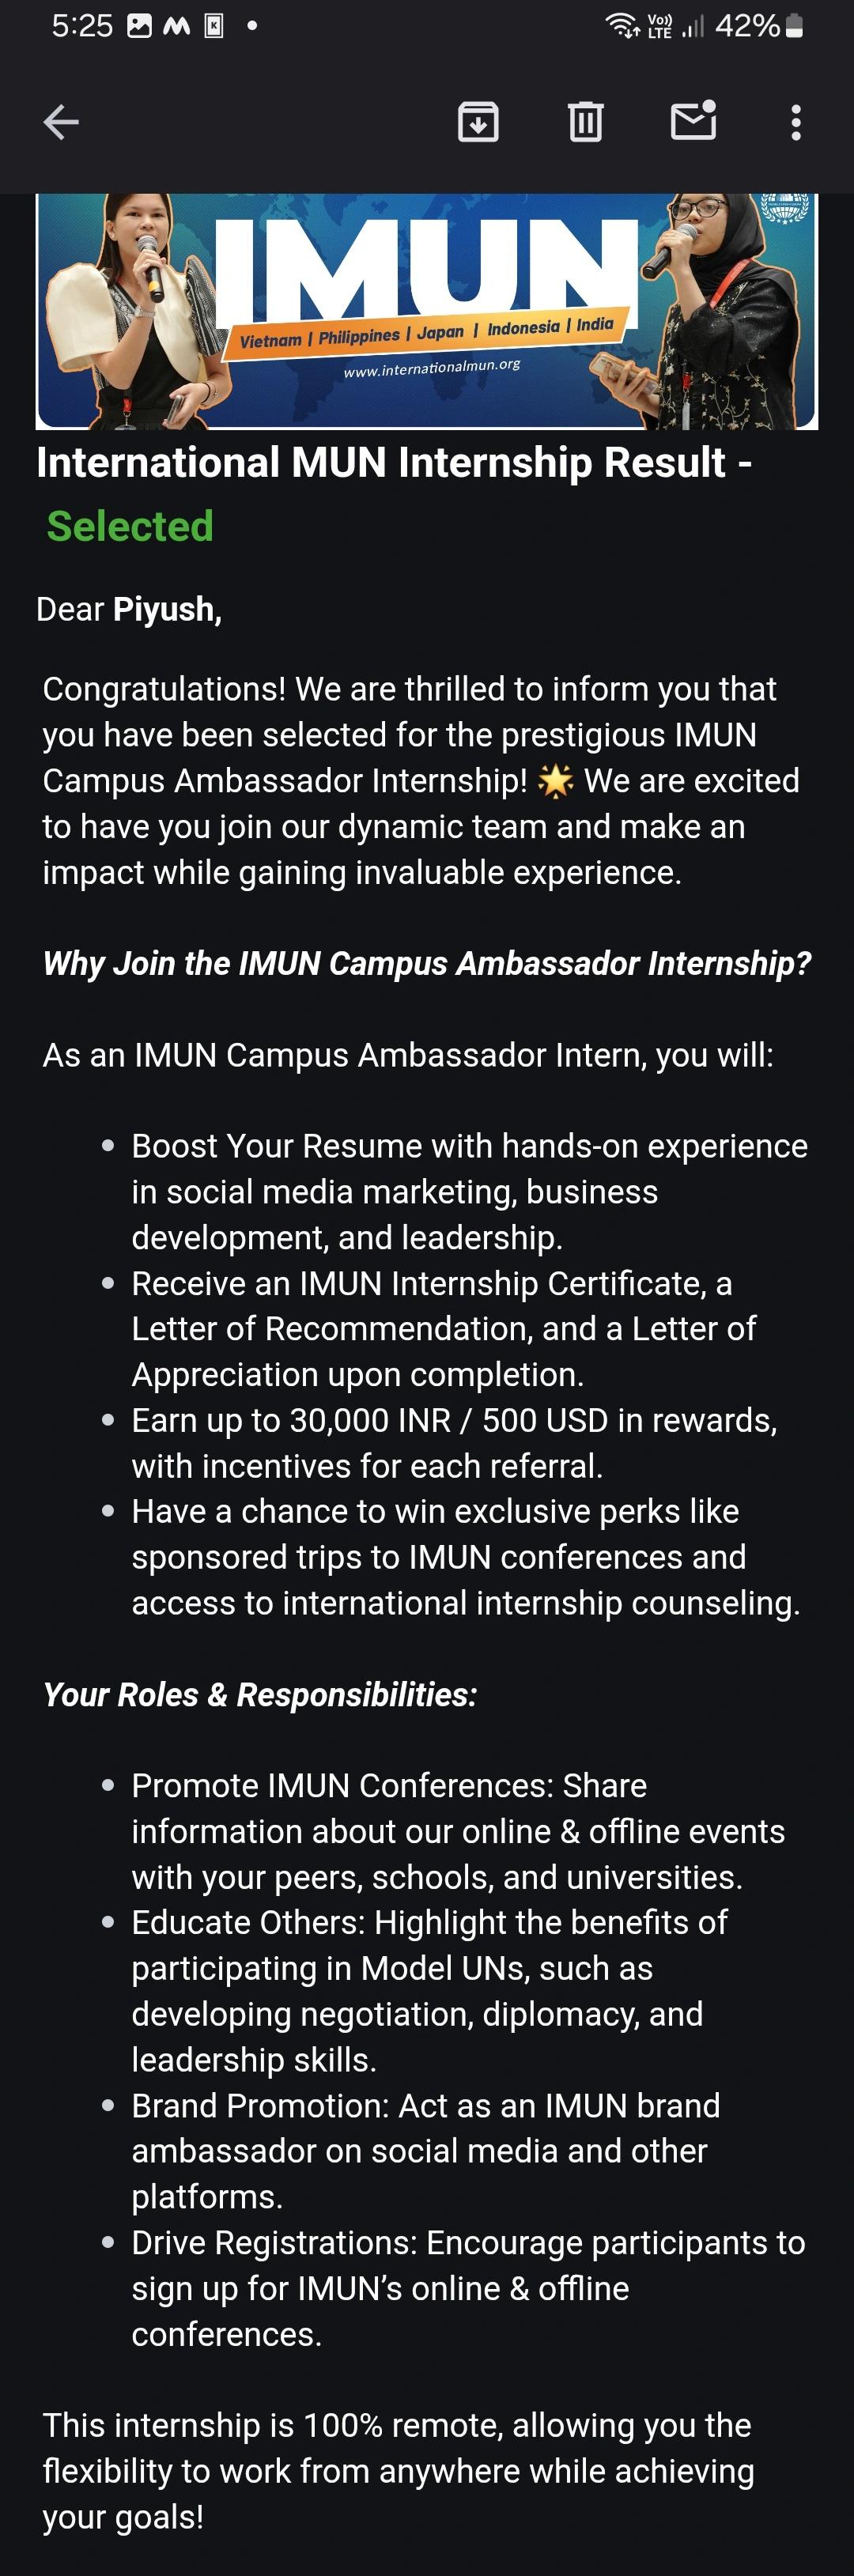 5:25
Vo))
LTE
42%
K
IMUN
Vietnam | Philippines | Japan | Indonesia | India
www.internationalmun.org
International MUN Internship Result -
Selected
Dear Piyush,
Congratulations! We are thrilled to inform you that
you have been selected for the prestigious IMUN
Campus Ambassador Internship! 🌟 We are excited
to have you join our dynamic team and make an
impact while gaining invaluable experience.
Why Join the IMUN Campus Ambassador Internship?
As an IMUN Campus Ambassador Intern, you will:
• Boost Your Resume with hands-on experience
in social media marketing, business
development, and leadership.
• Receive an IMUN Internship Certificate, a
Letter of Recommendation, and a Letter of
Appreciation upon completion.
• Earn up to 30,000 INR / 500 USD in rewards,
with incentives for each referral.
• Have a chance to win exclusive perks like
sponsored trips to IMUN conferences and
access to international internship counseling.
Your Roles & Responsibilities:
• Promote IMUN Conferences: Share
information about our online & offline events
with your peers, schools, and universities.
• Educate Others: Highlight the benefits of
participating in Model UNs, such as
developing negotiation, diplomacy, and
leadership skills.
• Brand Promotion: Act as an IMUN brand
ambassador on social media and other
platforms.
• Drive Registrations: Encourage participants to
sign up for IMUN’s online & offline
conferences.
This internship is 100% remote, allowing you the
flexibility to work from anywhere while achieving
your goals!